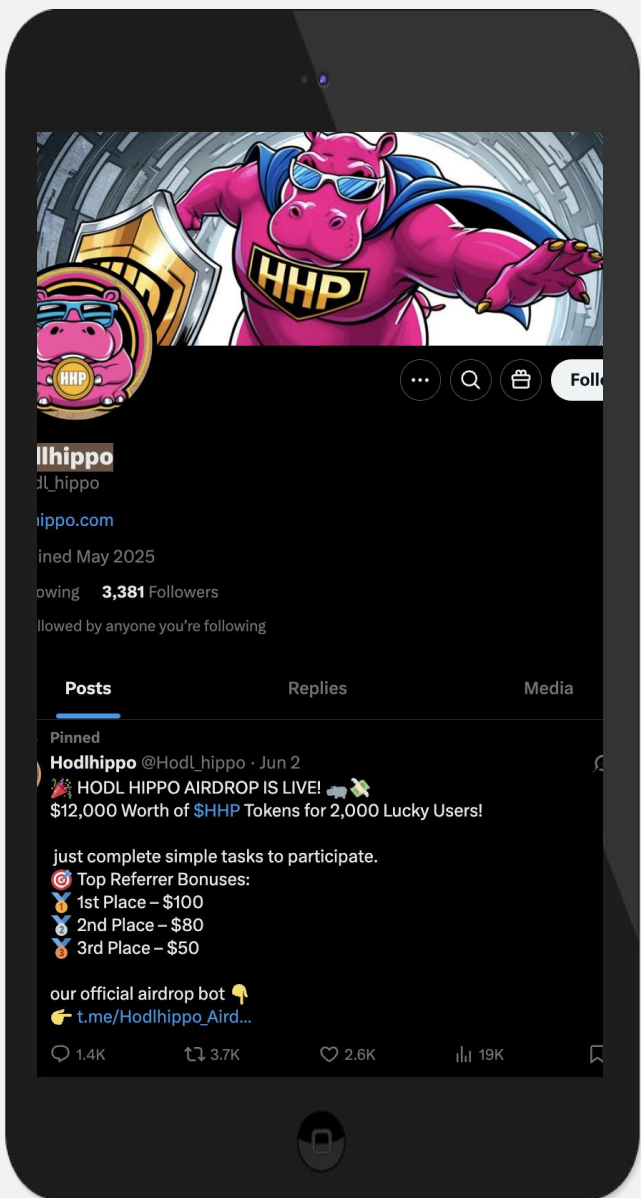 HHP
HHP
Follo
dlhippo
dl_hippo
hippo.com
ined May 2025
owing 3,381 Followers
llowed by anyone you're following
Posts Replies Media
Pinned
Hodlhippo @Hodl_hippo · Jun 2
🎉 HODL HIPPO AIRDROP IS LIVE! 🦛💸
$12,000 Worth of $HHP Tokens for 2,000 Lucky Users!
just complete simple tasks to participate.
🎯 Top Referrer Bonuses:
🥇 1st Place – $100
🥈 2nd Place – $80
🥉 3rd Place – $50
our official airdrop bot 👇
👉 t.me/Hodlhippo_Aird...
1.4K 3.7K 2.6K 19K